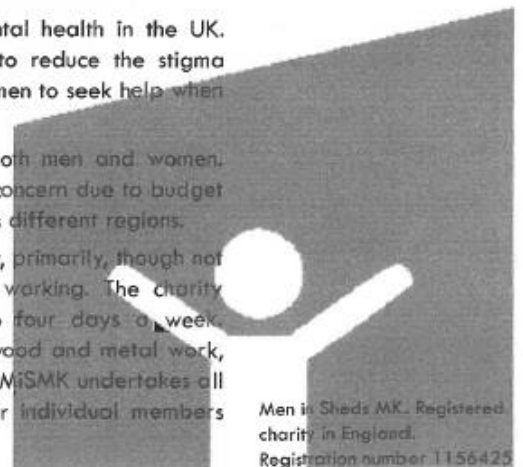 ntal health in the UK.
to reduce the stigma
men to seek help when
oth men and women.
oncern due to budget
s different regions.
, primarily, though not
working. The charity
four days a week.
ood and metal work,
MiSMK undertakes all
r individual members
Men in Sheds MK. Registered
charity in England.
Registration number 1156425